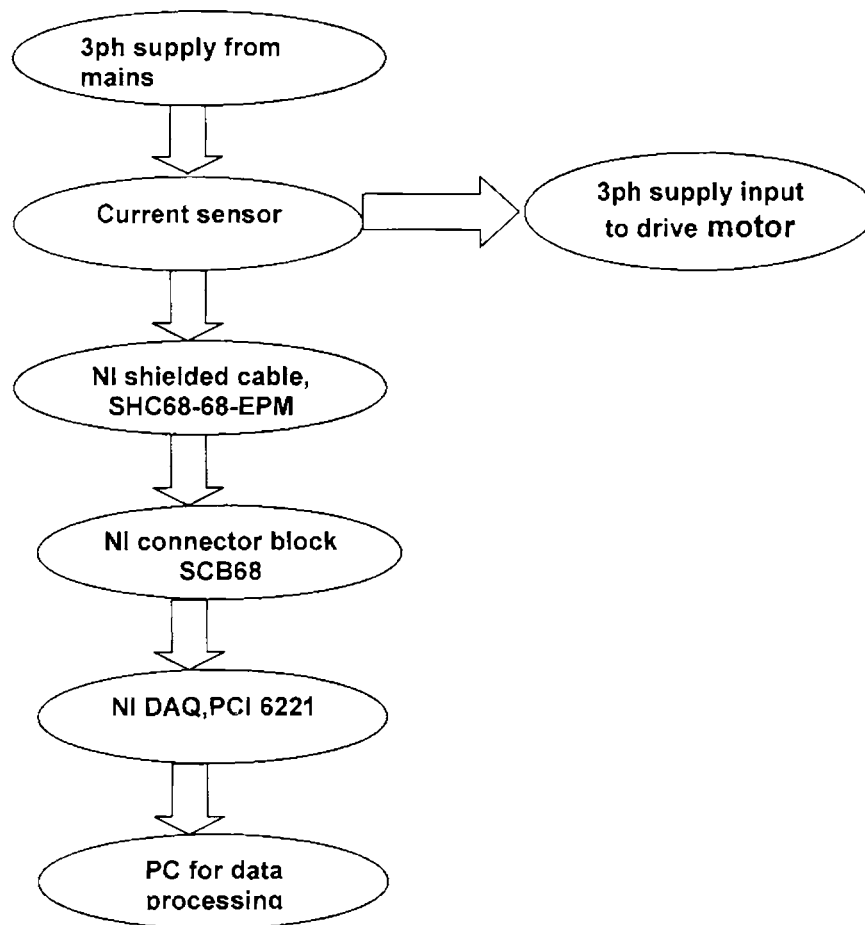 3ph supply from
mains
Current sensor
3ph supply input
to drive motor
NI shielded cable,
SHC68-68-EPM
NI connector block
SCB68
NI DAQ,PCI 6221
PC for data
processing